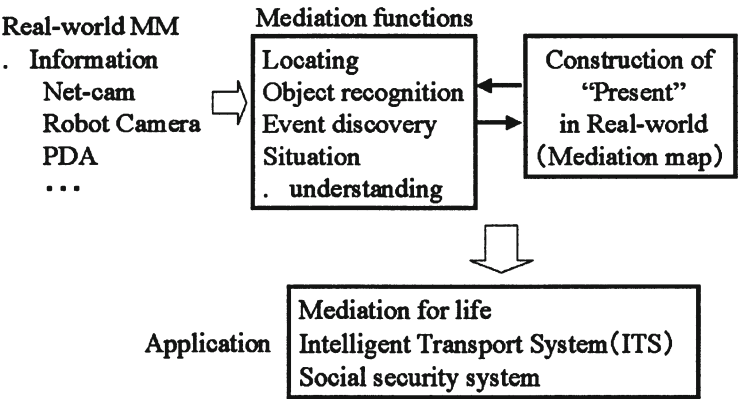 Real-world MM
. Information
Net-cam
Robot Camera
PDA
...
Mediation functions
Locating
Object recognition
Event discovery
Situation
. understanding
Construction of
“Present”
in Real-world
(Mediation map)
Application
Mediation for life
Intelligent Transport System(ITS)
Social security system